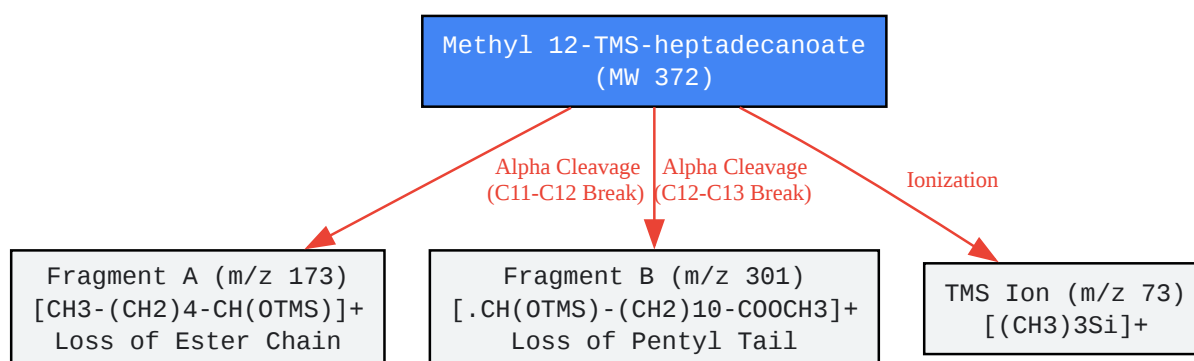 Methyl 12-TMS-heptadecanoate
(MW 372)
Alpha Cleavage
(C11-C12 Break)
Alpha Cleavage
(C12-C13 Break)
Ionization
Fragment A (m/z 173)
[CH3-(CH2)4-CH(OTMS)]+
Loss of Ester Chain
Fragment B (m/z 301)
[.CH(OTMS)-(CH2)10-COOCH3]+
Loss of Pentyl Tail
TMS Ion (m/z 73)
[(CH3)3Si]+